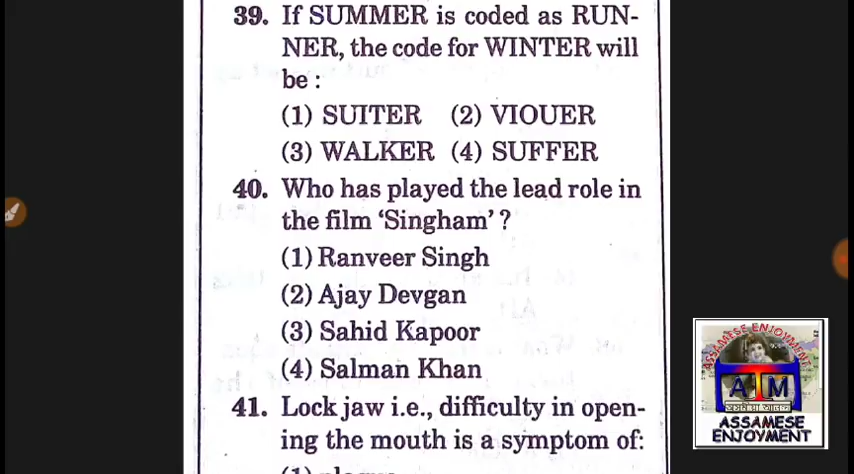 39. If SUMMER is coded as RUN-
NER, the code for WINTER will
be :
(1) SUITER (2) VIOUER
(3) WALKER (4) SUFFER
40. Who has played the lead role in
the film ‘Singham’ ?
(1) Ranveer Singh
(2) Ajay Devgan
(3) Sahid Kapoor
(4) Salman Khan
41. Lock jaw i.e., difficulty in open-
ing the mouth is a symptom of:
(1) plague
ASSAMESE ENJOYMENT
ATM
ASSAMESE
ENJOYMENT